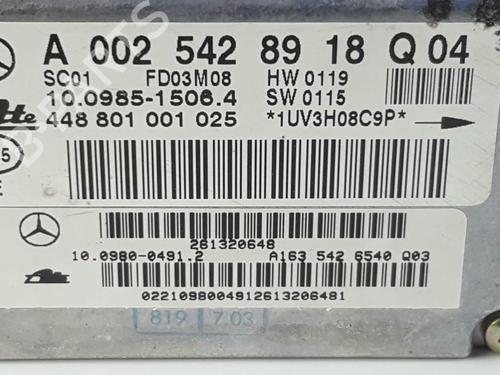 A 002 542 89 18 Q 04
SC01 FD03M08 HW 0119
10.0985-1506.4 SW 0115
448 801 001 025 *1UV3H08C9P*
261320648
10.0980-0491.2 A163 542 6540 Q03
0221098004912613206481
819 7.03